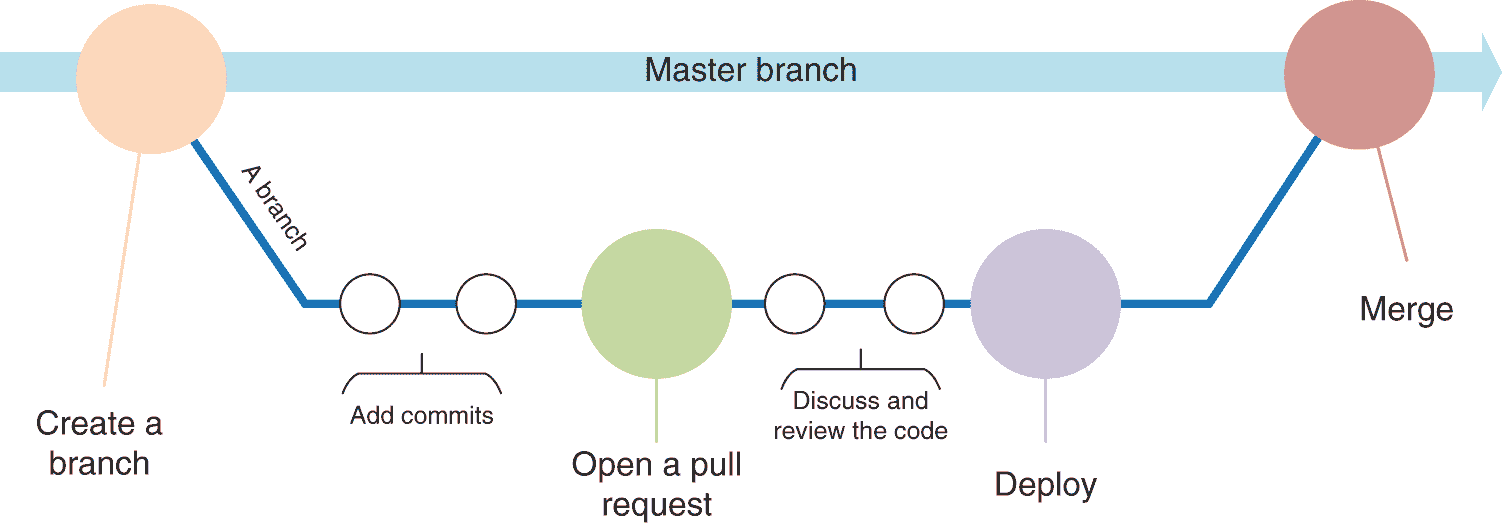 Master branch
A branch
Create a
branch
Add commits
Open a pull
request
Discuss and
review the code
Deploy
Merge